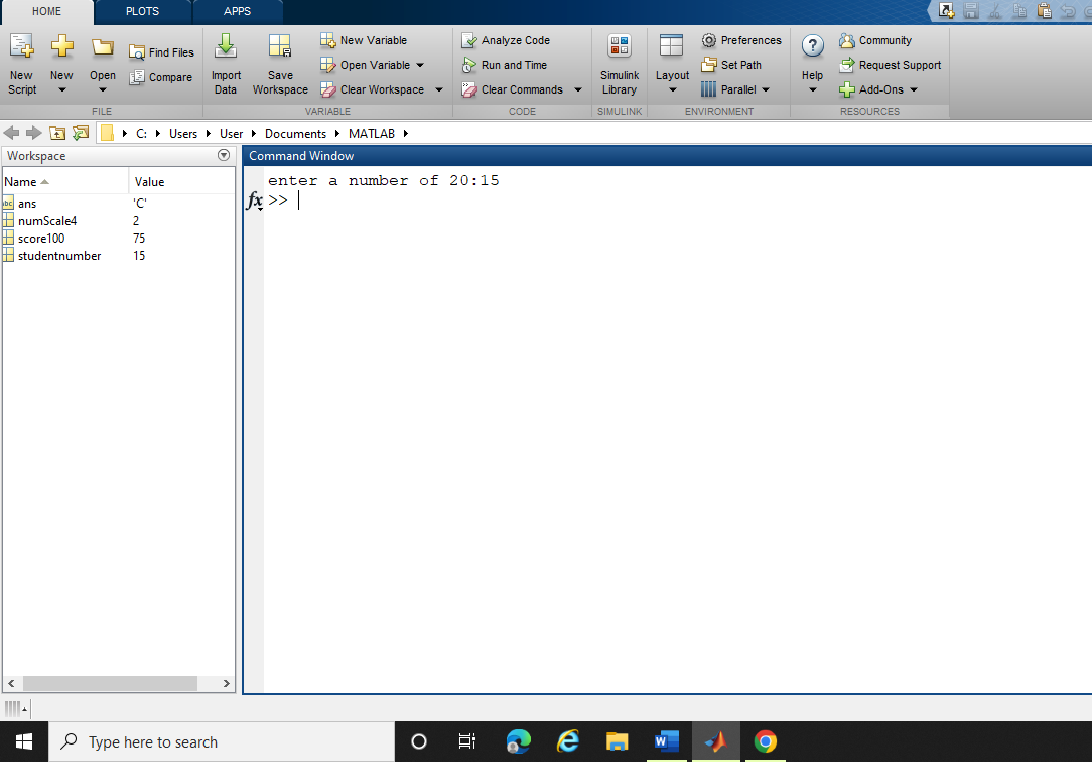 HOME PLOTS APPS
New Script
New
Open
Find Files
Compare
FILE
Import Data
Save Workspace
New Variable
Open Variable
Clear Workspace
VARIABLE
Analyze Code
Run and Time
Clear Commands
CODE
Simulink Library
SIMULINK
Layout
Preferences
Set Path
Parallel
ENVIRONMENT
Help
Community
Request Support
Add-Ons
RESOURCES
C: Users User Documents MATLAB
Workspace
Name Value
abc ans 'C'
numScale4 2
score100 75
studentnumber 15
Command Window
enter a number of 20:15
fx >>
Type here to search